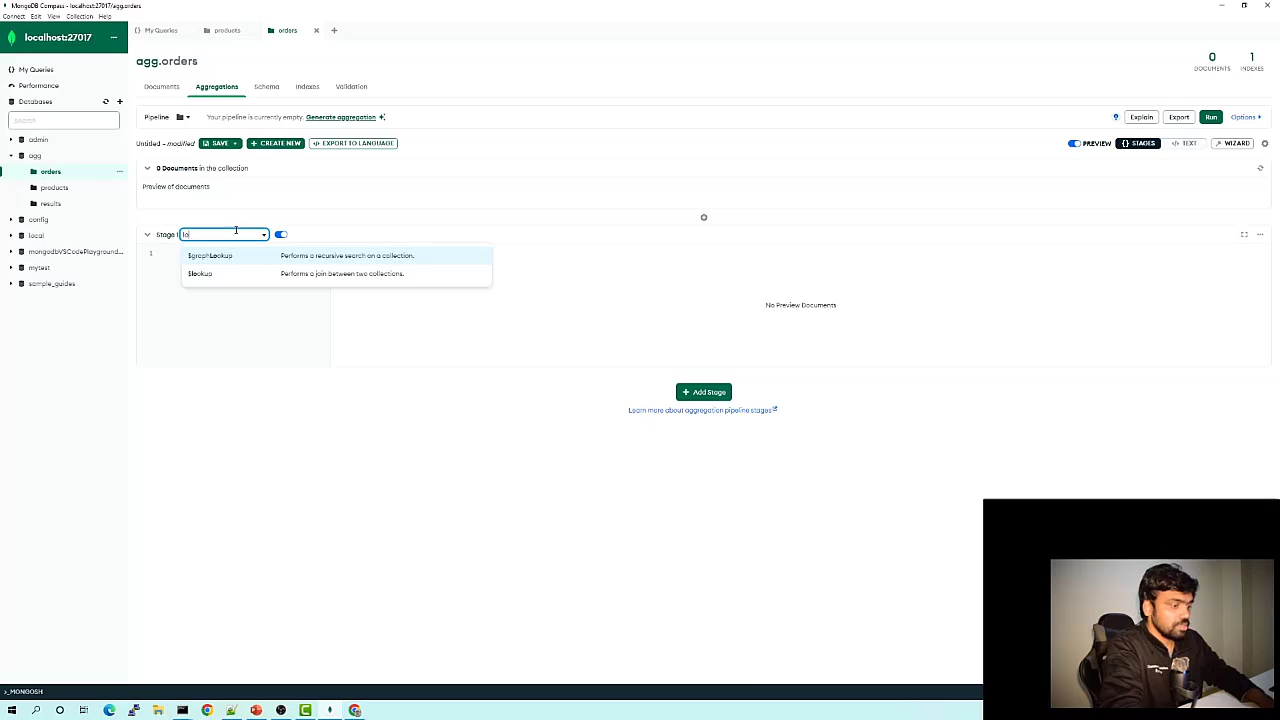 MongoDB Compass - localhost:27017/agg.orders
Connect Edit View Collection Help
localhost:27017 ...
My Queries products orders
My Queries
Performance
Databases
Search
admin
agg
orders ...
products
results
config
local
mongodbVSCodePlayground...
mytest
sample_guides
agg.orders
0 DOCUMENTS 1 INDEXES
Documents Aggregations Schema Indexes Validation
Pipeline Your pipeline is currently empty. Generate aggregation Explain Export Run Options
Untitled – modified SAVE CREATE NEW EXPORT TO LANGUAGE PREVIEW {} STAGES </> TEXT WIZARD
0 Documents in the collection
Preview of documents
Stage 1 lo
1
$graphLookup Performs a recursive search on a collection.
$lookup Performs a join between two collections.
No Preview Documents
+ Add Stage
Learn more about aggregation pipeline stages
>_MONGOSH